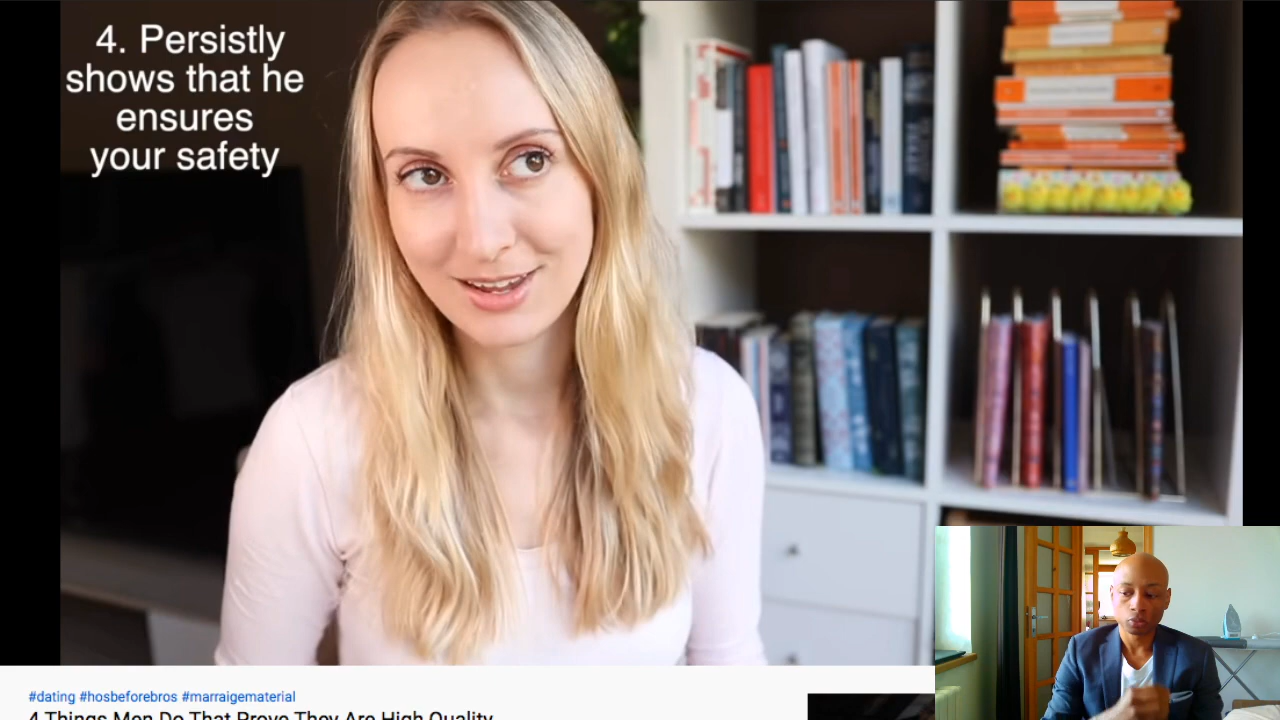 4. Persistly
shows that he
ensures
your safety
#dating #hosbeforebros #marraigematerial
4 Things Men Do That Prove They Are High Quality